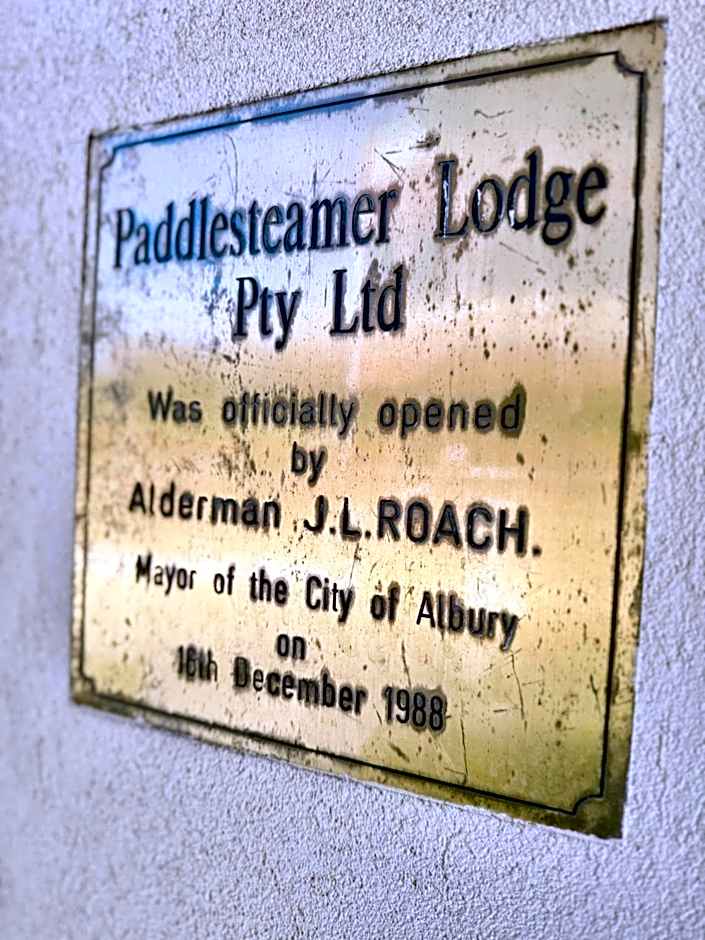 Paddlesteamer Lodge
Pty Ltd
Was officially opened
by
Alderman J.L.ROACH.
Mayor of the City of Albury
on
16th December 1988